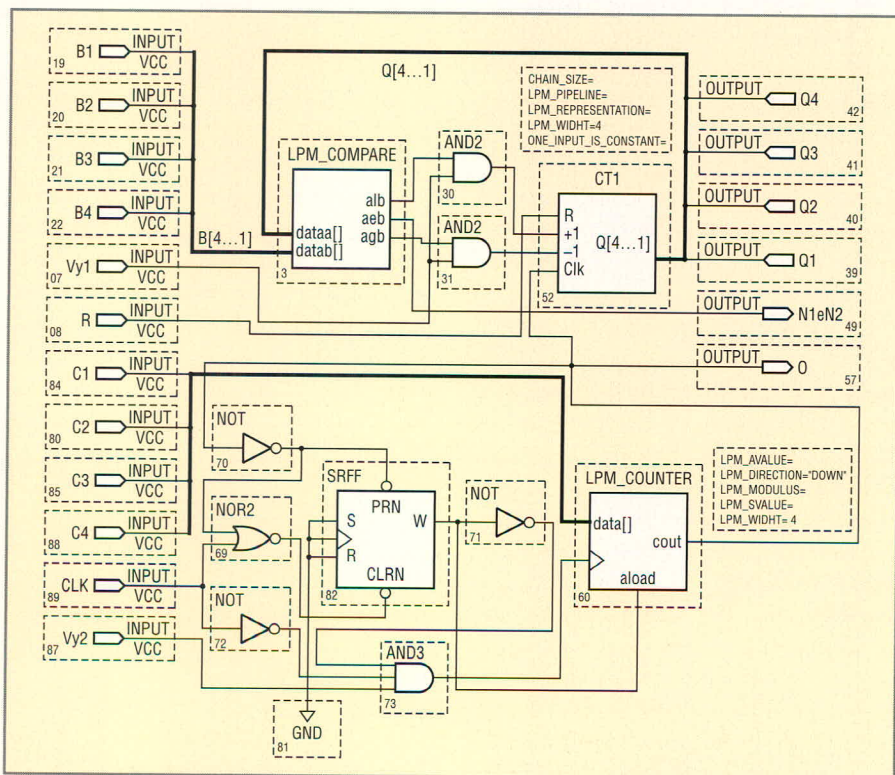 B1 INPUT
VCC
19
B2 INPUT
VCC
20
B3 INPUT
VCC
21
B4 INPUT
VCC
22
Vy1 INPUT
VCC
07
R INPUT
VCC
08
C1 INPUT
VCC
84
C2 INPUT
VCC
80
C3 INPUT
VCC
85
C4 INPUT
VCC
88
CLK INPUT
VCC
89
Vy2 INPUT
VCC
87
Q[4...1]
B[4...1]
LPM_COMPARE
alb
aeb
agb
dataa[]
datab[]
3
AND2
30
AND2
31
CHAIN_SIZE=
LPM_PIPELINE=
LPM_REPRESENTATION=
LPM_WIDHT=4
ONE_INPUT_IS_CONSTANT=
CT1
R
+1
Q[4...1]
–1
Clk
52
OUTPUT
Q4
42
OUTPUT
Q3
41
OUTPUT
Q2
40
OUTPUT
Q1
39
OUTPUT
N1eN2
49
OUTPUT
O
57
NOT
70
NOR2
69
NOT
72
SRFF
PRN
S W
R
CLRN
82
NOT
71
AND3
73
GND
81
LPM_COUNTER
data[]
cout
aload
60
LPM_AVALUE=
LPM_DIRECTION="DOWN"
LPM_MODULUS=
LPM_SVALUE=
LPM_WIDHT= 4